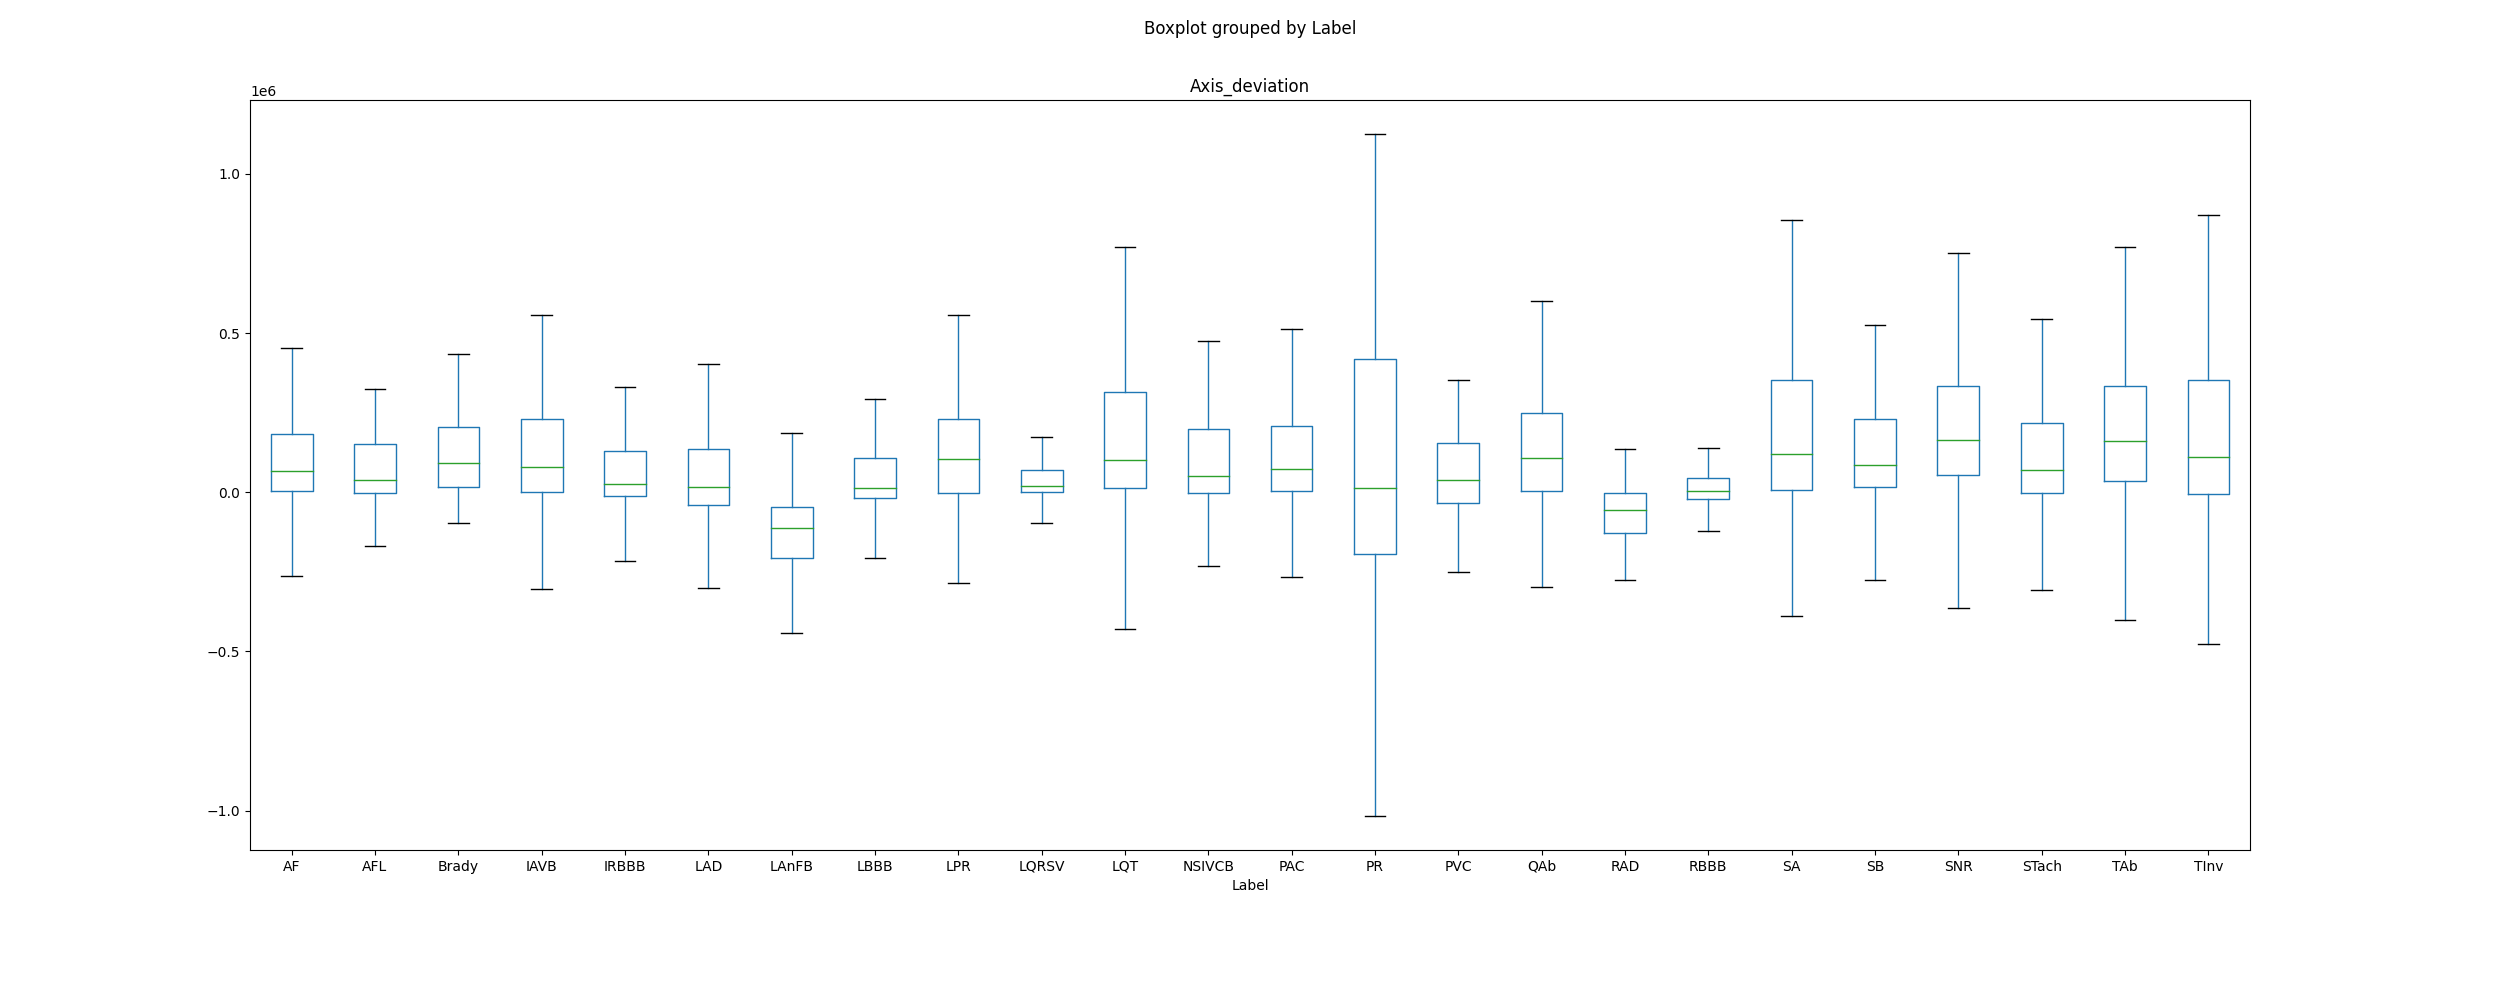 Boxplot grouped by Label
Axis_deviation
1e6
1.0
0.5
0.0
−0.5
−1.0
AF AFL Brady IAVB IRBBB LAD LAnFB LBBB LPR LQRSV LQT NSIVCB PAC PR PVC QAb RAD RBBB SA SB SNR STach TAb TInv
Label